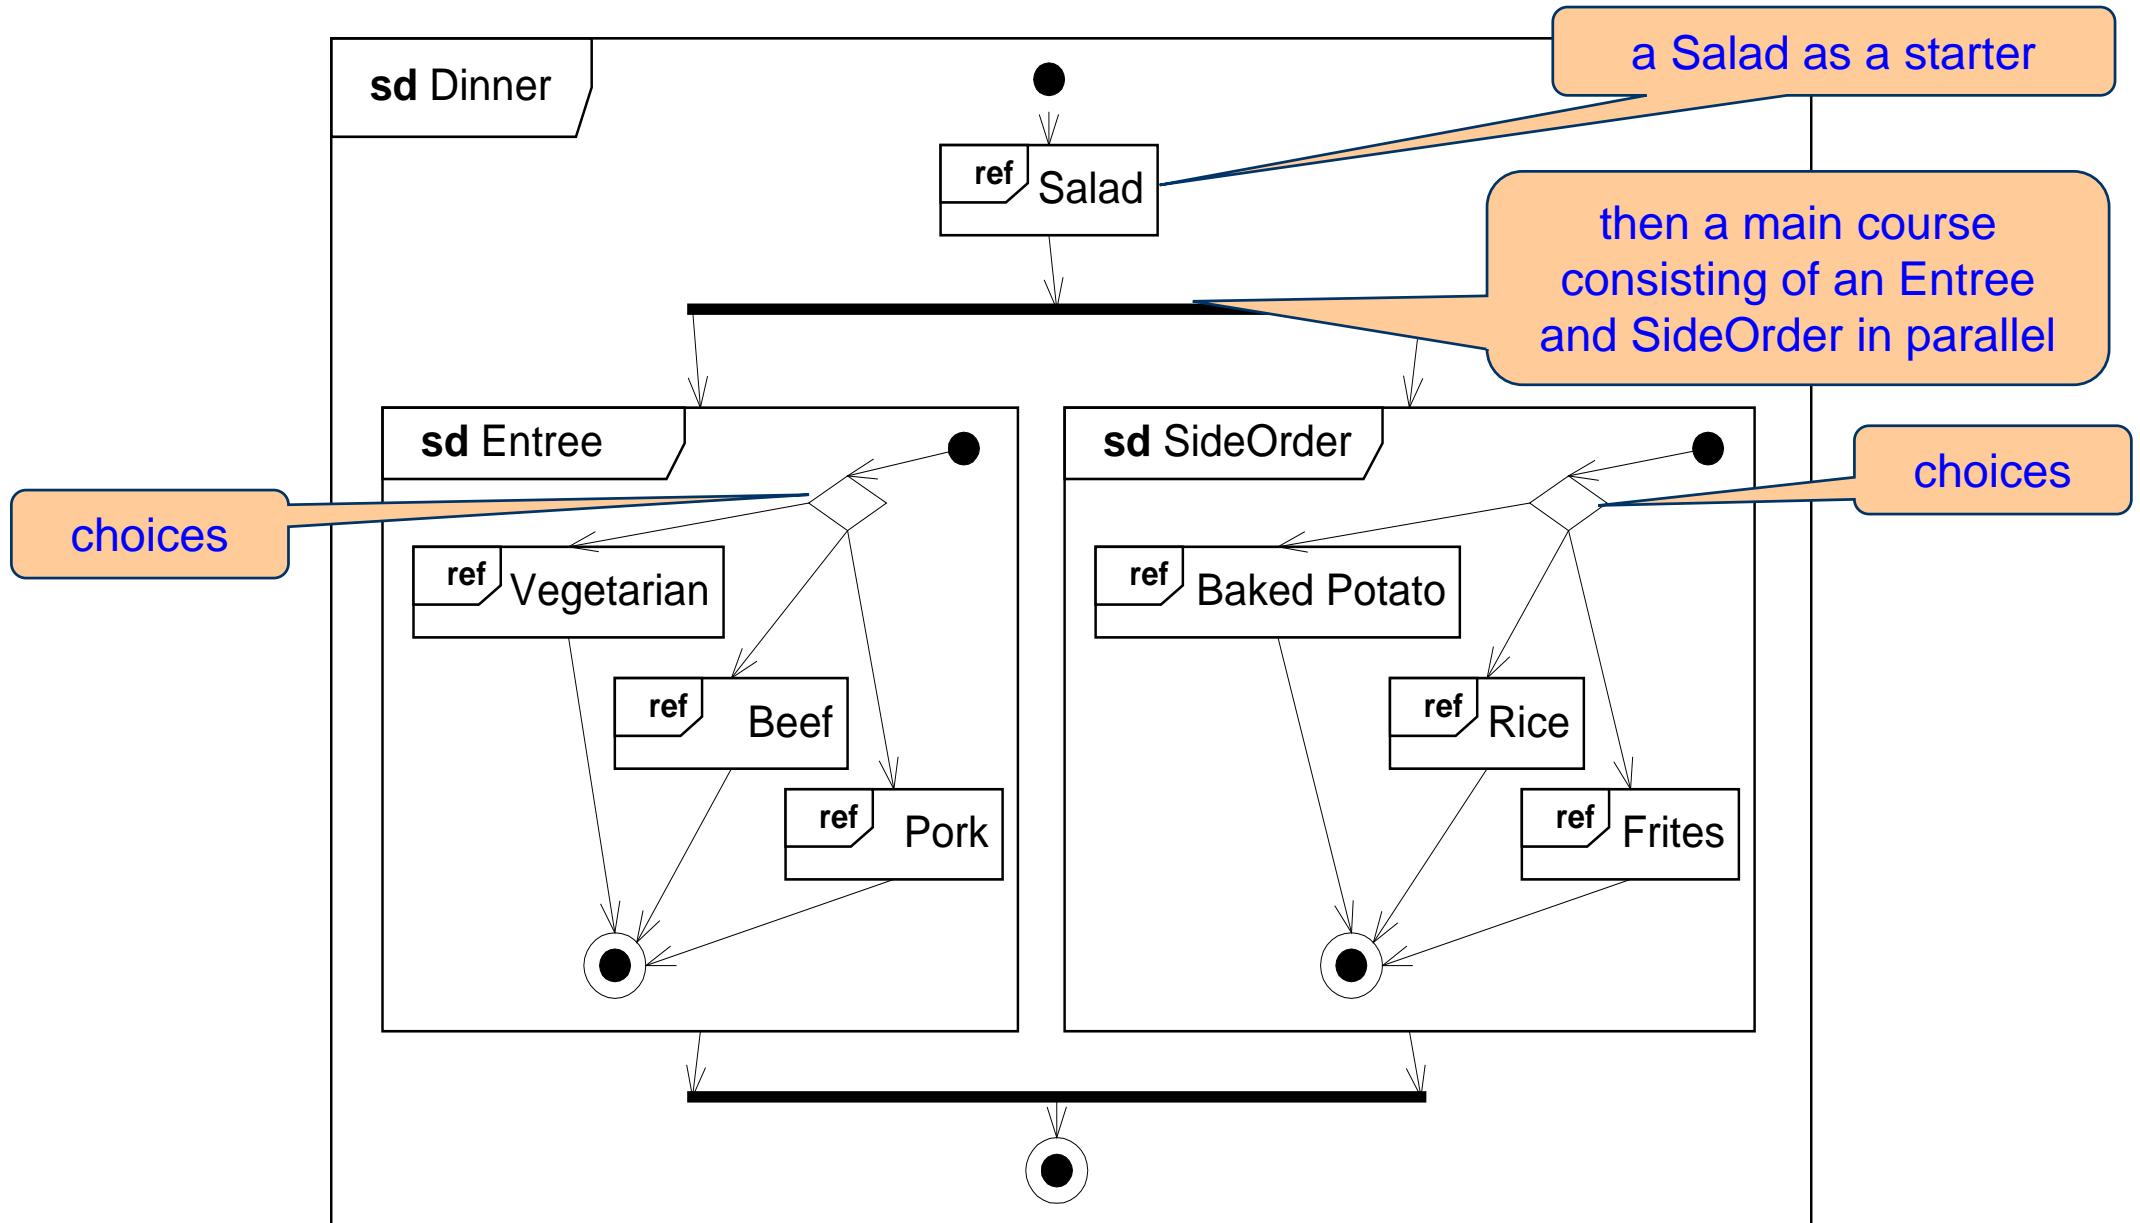 sd Dinner
a Salad as a starter
ref Salad
then a main course
consisting of an Entree
and SideOrder in parallel
sd Entree
sd SideOrder
choices
choices
ref Vegetarian
ref Beef
ref Pork
ref Baked Potato
ref Rice
ref Frites